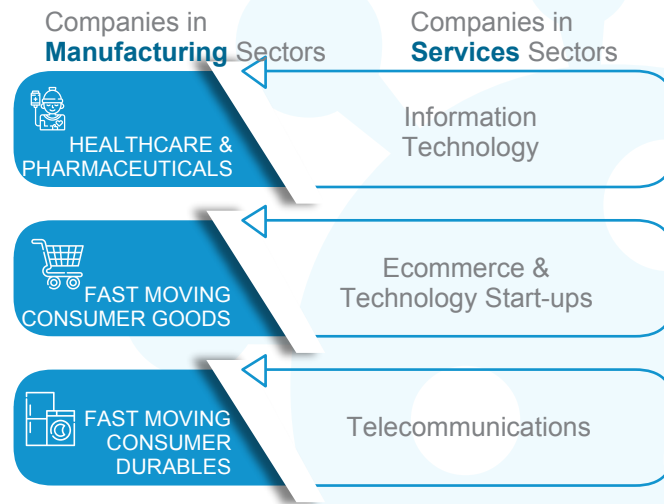 Companies in
Manufacturing Sectors
Companies in
Services Sectors
HEALTHCARE &
PHARMACEUTICALS
Information
Technology
FAST MOVING
CONSUMER GOODS
Ecommerce &
Technology Start-ups
FAST MOVING
CONSUMER
DURABLES
Telecommunications